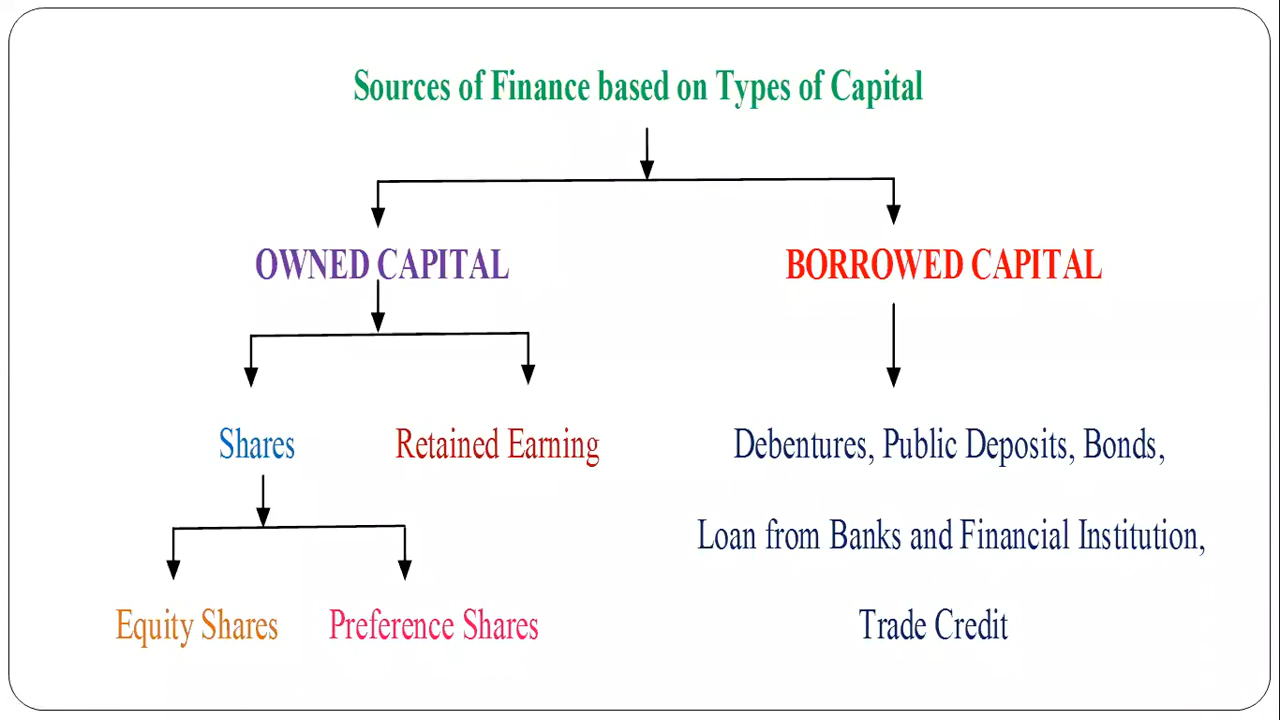 Sources of Finance based on Types of Capital
OWNED CAPITAL
BORROWED CAPITAL
Shares
Retained Earning
Debentures, Public Deposits, Bonds,
Loan from Banks and Financial Institution,
Trade Credit
Equity Shares
Preference Shares